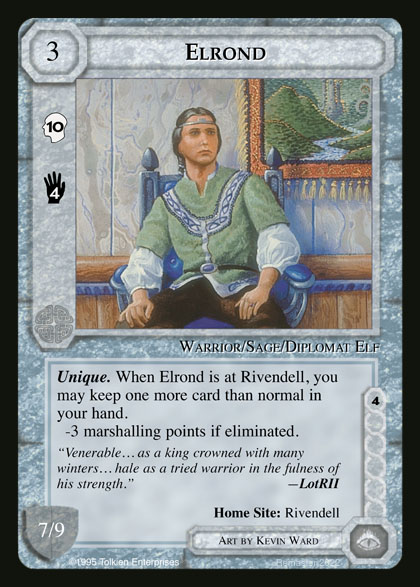 3
Elrond
10
4
Warrior/Sage/Diplomat Elf
Unique. When Elrond is at Rivendell, you
may keep one more card than normal in
your hand.
-3 marshalling points if eliminated.
4
“Venerable… as a king crowned with many
winters… hale as a tried warrior in the fulness of
his strength.” —LotRII
Home Site: Rivendell
7/9
Art by Kevin Ward
©1995 Tolkien Enterprises